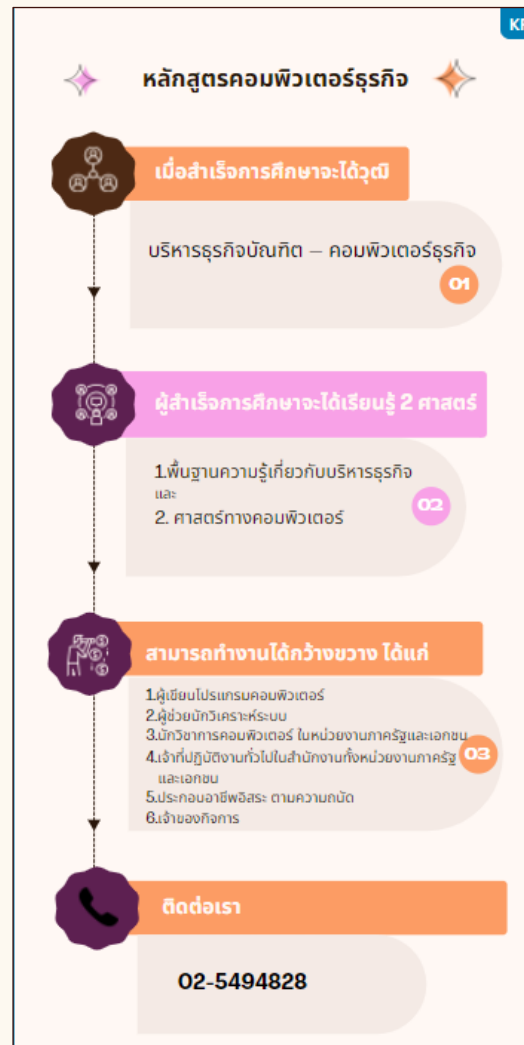 หลักสูตรคอมพิวเตอร์ธุรกิจ
เมื่อสำเร็จการศึกษาจะได้วุฒิ
บริหารธุรกิจบัณฑิต – คอมพิวเตอร์ธุรกิจ
01
ผู้สำเร็จการศึกษาจะได้เรียนรู้ 2 ศาสตร์
1.พื้นฐานความรู้เกี่ยวกับบริหารธุรกิจ
และ
2. ศาสตร์ทางคอมพิวเตอร์
02
สามารถทำงานได้กว้างขวาง ได้แก่
1.ผู้เขียนโปรแกรมคอมพิวเตอร์
2.ผู้ช่วยนักวิเคราะห์ระบบ
3.นักวิชาการคอมพิวเตอร์ ในหน่วยงานภาครัฐและเอกชน
4.เจ้าที่ปฏิบัติงานทั่วไปในสำนักงานทั้งหน่วยงานภาครัฐ
และเอกชน
5.ประกอบอาชีพอิสระ ตามความถนัด
6.เจ้าของกิจการ
03
ติดต่อเรา
02-5494828